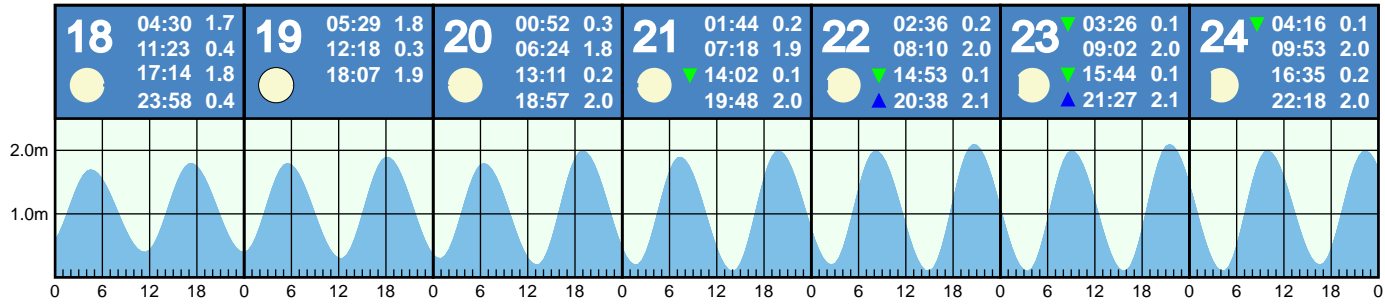 18
04:30 1.7
11:23 0.4
17:14 1.8
23:58 0.4
19
05:29 1.8
12:18 0.3
18:07 1.9
20
00:52 0.3
06:24 1.8
13:11 0.2
18:57 2.0
21
01:44 0.2
07:18 1.9
▼ 14:02 0.1
19:48 2.0
22
02:36 0.2
08:10 2.0
▼ 14:53 0.1
▲ 20:38 2.1
23
▼ 03:26 0.1
09:02 2.0
▼ 15:44 0.1
▲ 21:27 2.1
24
▼ 04:16 0.1
09:53 2.0
16:35 0.2
22:18 2.0
2.0m
1.0m
0 6 12 18 0 6 12 18 0 6 12 18 0 6 12 18 0 6 12 18 0 6 12 18 0 6 12 18 0